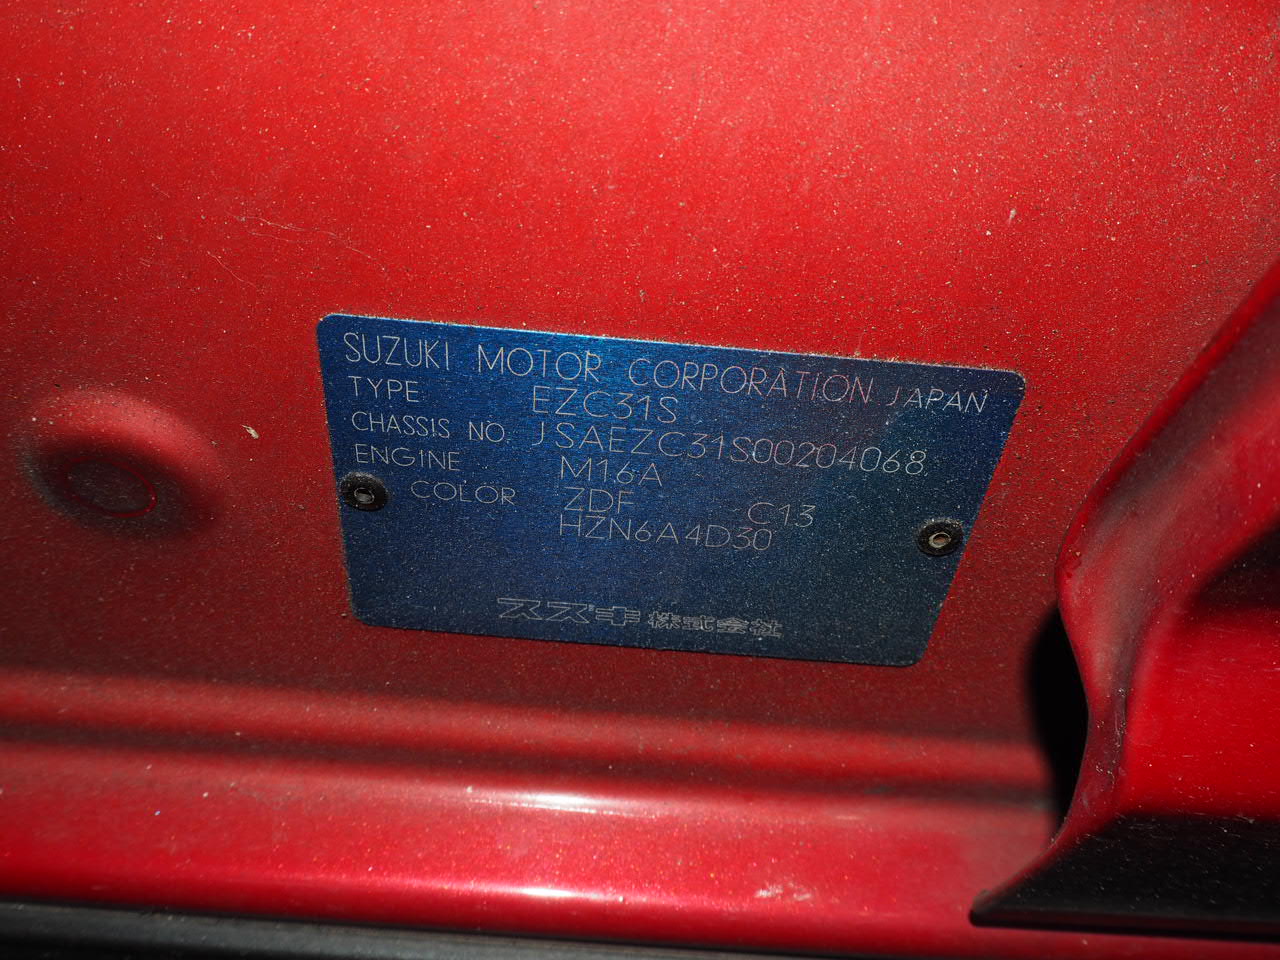 SUZUKI MOTOR CORPORATION JAPAN
TYPE EZC31S
CHASSIS NO. JSAEZC31S00204068
ENGINE M16A
COLOR ZDF C13
HZN6A4D30
スズキ株式会社